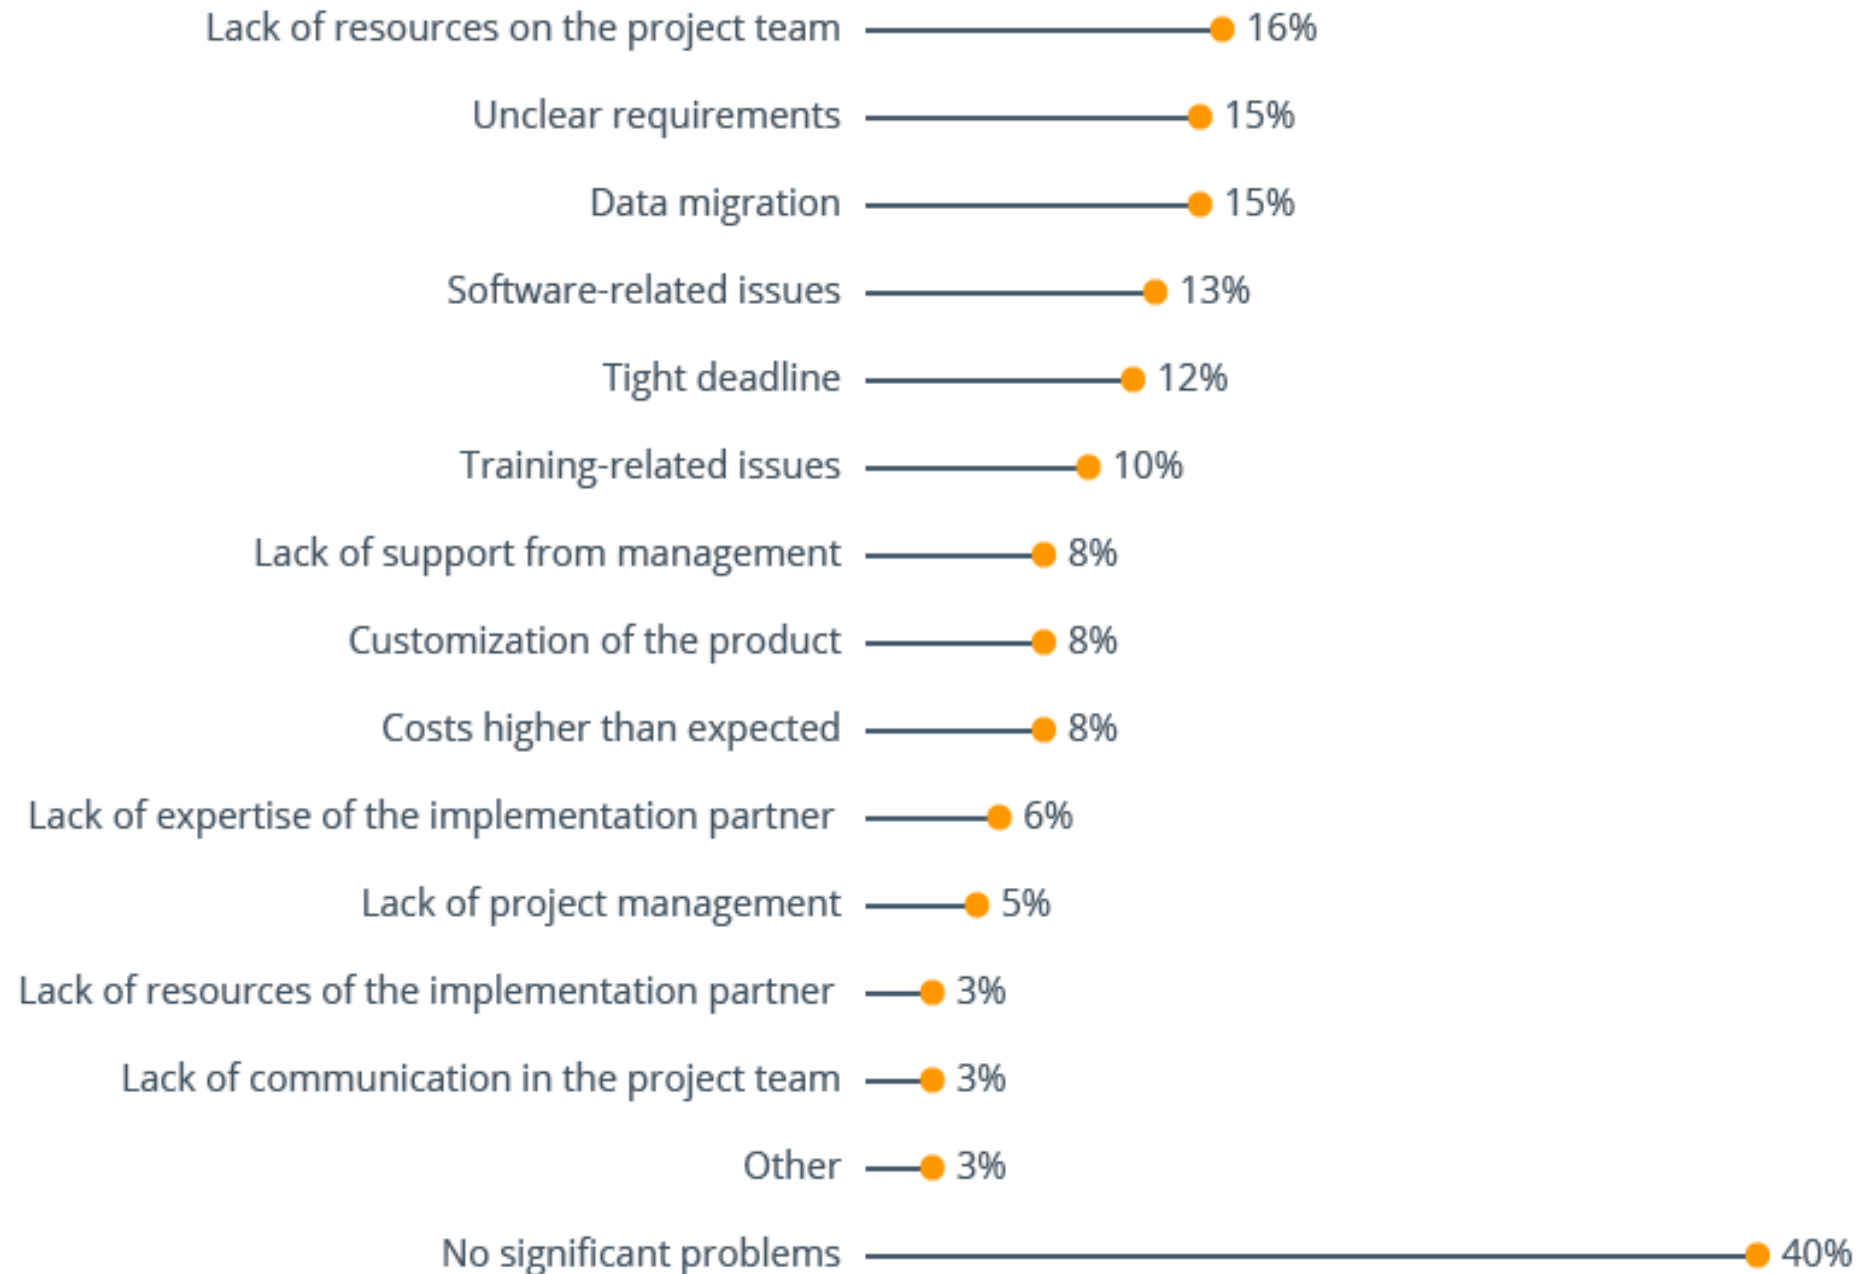 Lack of resources on the project team 16%
Unclear requirements 15%
Data migration 15%
Software-related issues 13%
Tight deadline 12%
Training-related issues 10%
Lack of support from management 8%
Customization of the product 8%
Costs higher than expected 8%
Lack of expertise of the implementation partner 6%
Lack of project management 5%
Lack of resources of the implementation partner 3%
Lack of communication in the project team 3%
Other 3%
No significant problems 40%